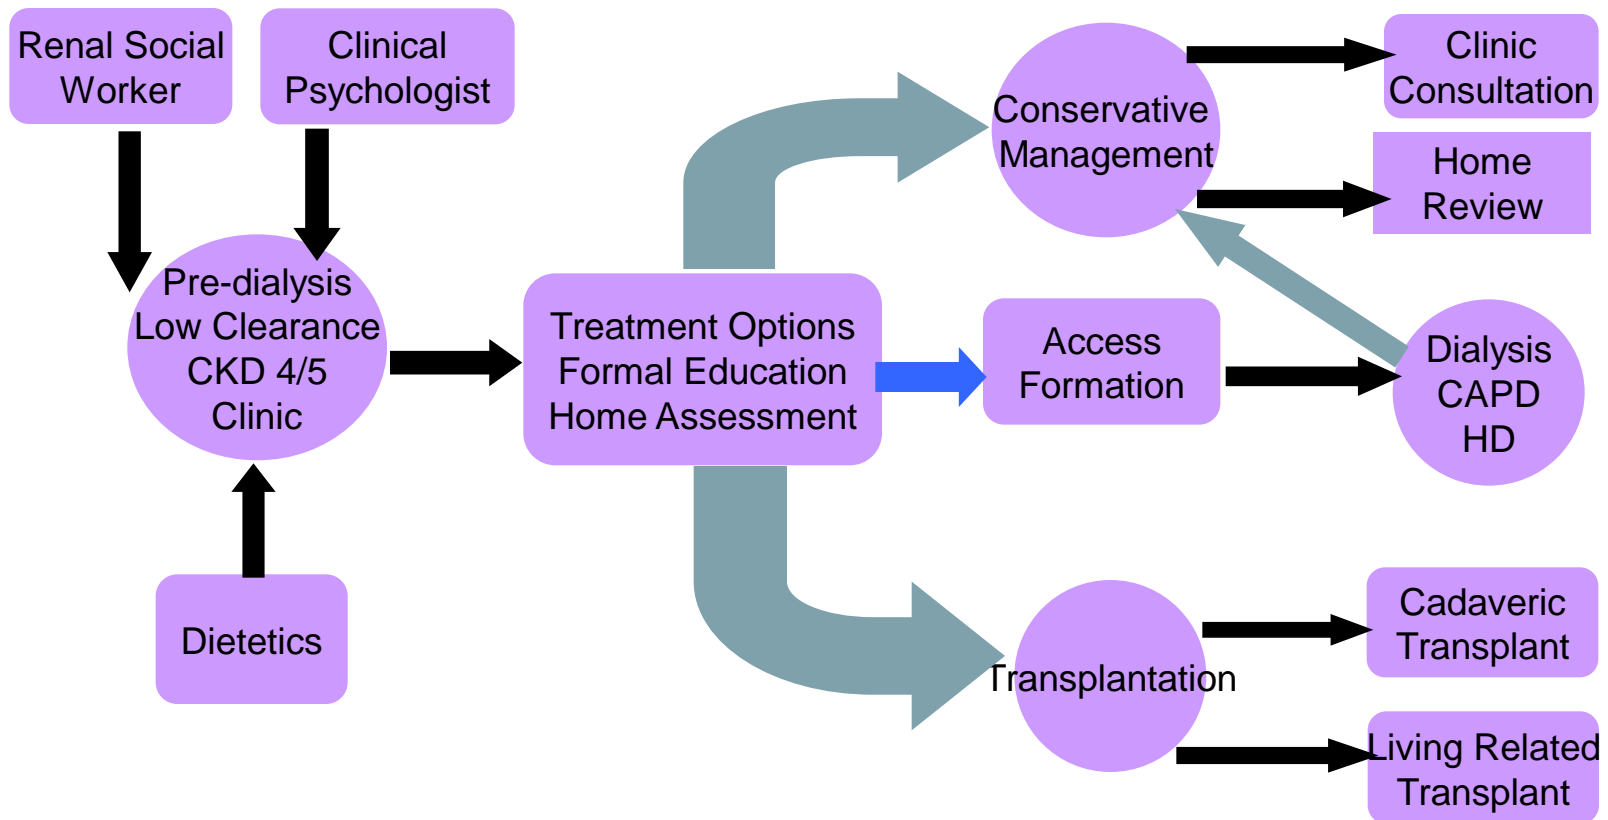 Renal Social
Worker
Clinical
Psychologist
Pre-dialysis
Low Clearance
CKD 4/5
Clinic
Dietetics
Treatment Options
Formal Education
Home Assessment
Conservative
Management
Clinic
Consultation
Home
Review
Access
Formation
Dialysis
CAPD
HD
Transplantation
Cadaveric
Transplant
Living Related
Transplant